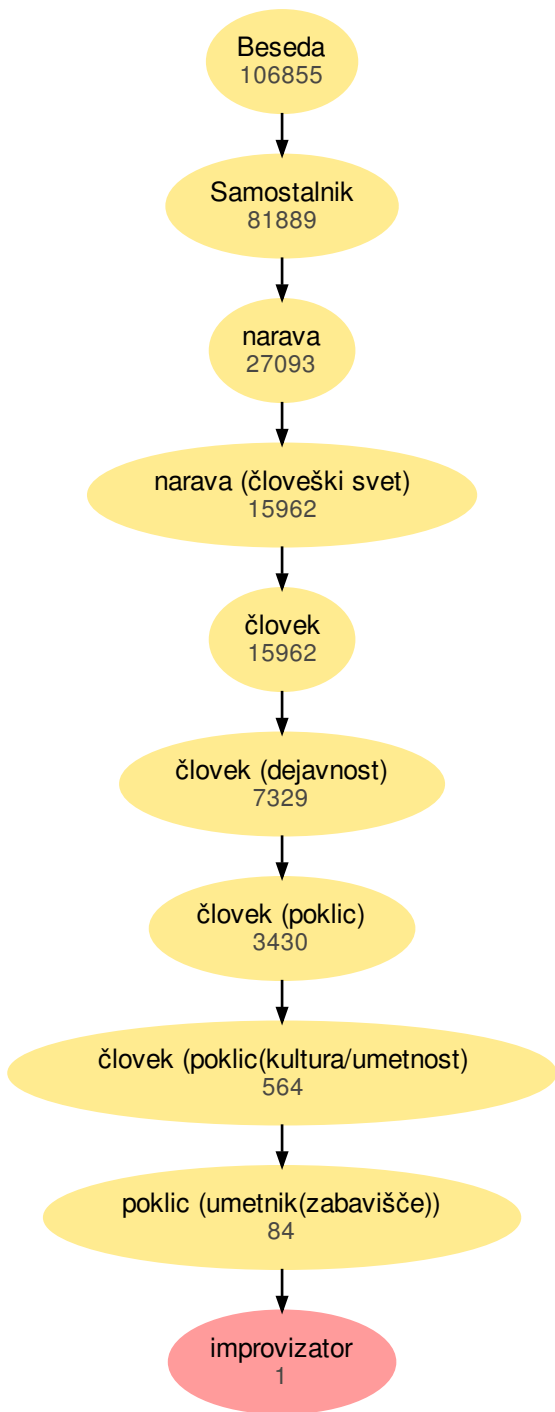 Beseda
106855
Samostalnik
81889
narava
27093
narava (človeški svet)
15962
človek
15962
človek (dejavnost)
7329
človek (poklic)
3430
človek (poklic(kultura/umetnost)
564
poklic (umetnik(zabavišče))
84
improvizator
1